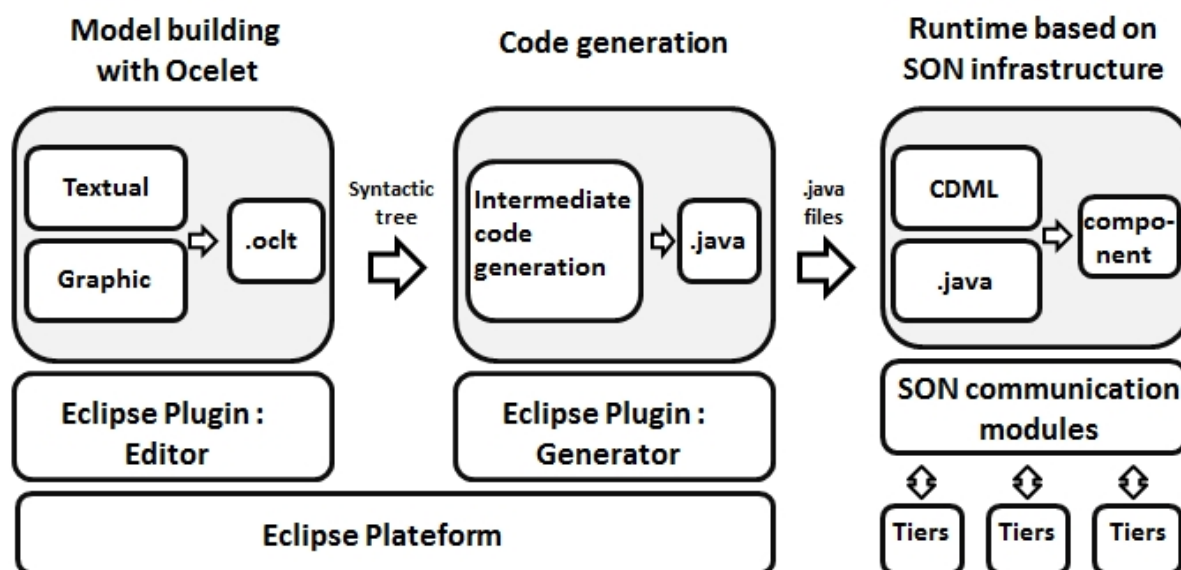 Model building
with Ocelet
Code generation
Runtime based on
SON infrastructure
Textual
Graphic
.oclt
Syntactic
tree
Intermediate
code
generation
.java
.java
files
CDML
.java
compo-
nent
Eclipse Plugin :
Editor
Eclipse Plugin :
Generator
SON communication
modules
Eclipse Plateform
Tiers
Tiers
Tiers